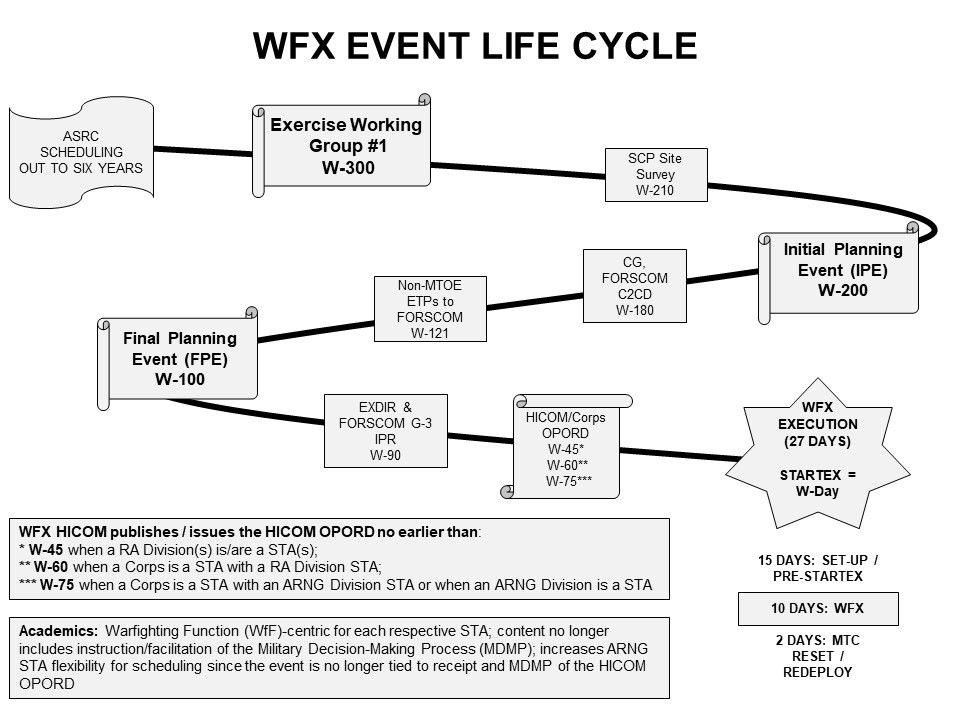 WFX EVENT LIFE CYCLE
ASRC
SCHEDULING
OUT TO SIX YEARS
Exercise Working
Group #1
W-300
SCP Site
Survey
W-210
Initial Planning
Event (IPE)
W-200
CG,
FORSCOM
C2CD
W-180
Non-MTOE
ETPs to
FORSCOM
W-121
Final Planning
Event (FPE)
W-100
EXDIR &
FORSCOM G-3
IPR
W-90
HICOM/Corps
OPORD
W-45*
W-60**
W-75***
WFX
EXECUTION
(27 DAYS)
STARTEX =
W-Day
WFX HICOM publishes / issues the HICOM OPORD no earlier than:
* W-45 when a RA Division(s) is/are a STA(s);
** W-60 when a Corps is a STA with a RA Division STA;
*** W-75 when a Corps is a STA with an ARNG Division STA or when an ARNG Division is a STA
Academics: Warfighting Function (WfF)-centric for each respective STA; content no longer
includes instruction/facilitation of the Military Decision-Making Process (MDMP); increases ARNG
STA flexibility for scheduling since the event is no longer tied to receipt and MDMP of the HICOM
OPORD
15 DAYS: SET-UP /
PRE-STARTEX
10 DAYS: WFX
2 DAYS: MTC
RESET /
REDEPLOY